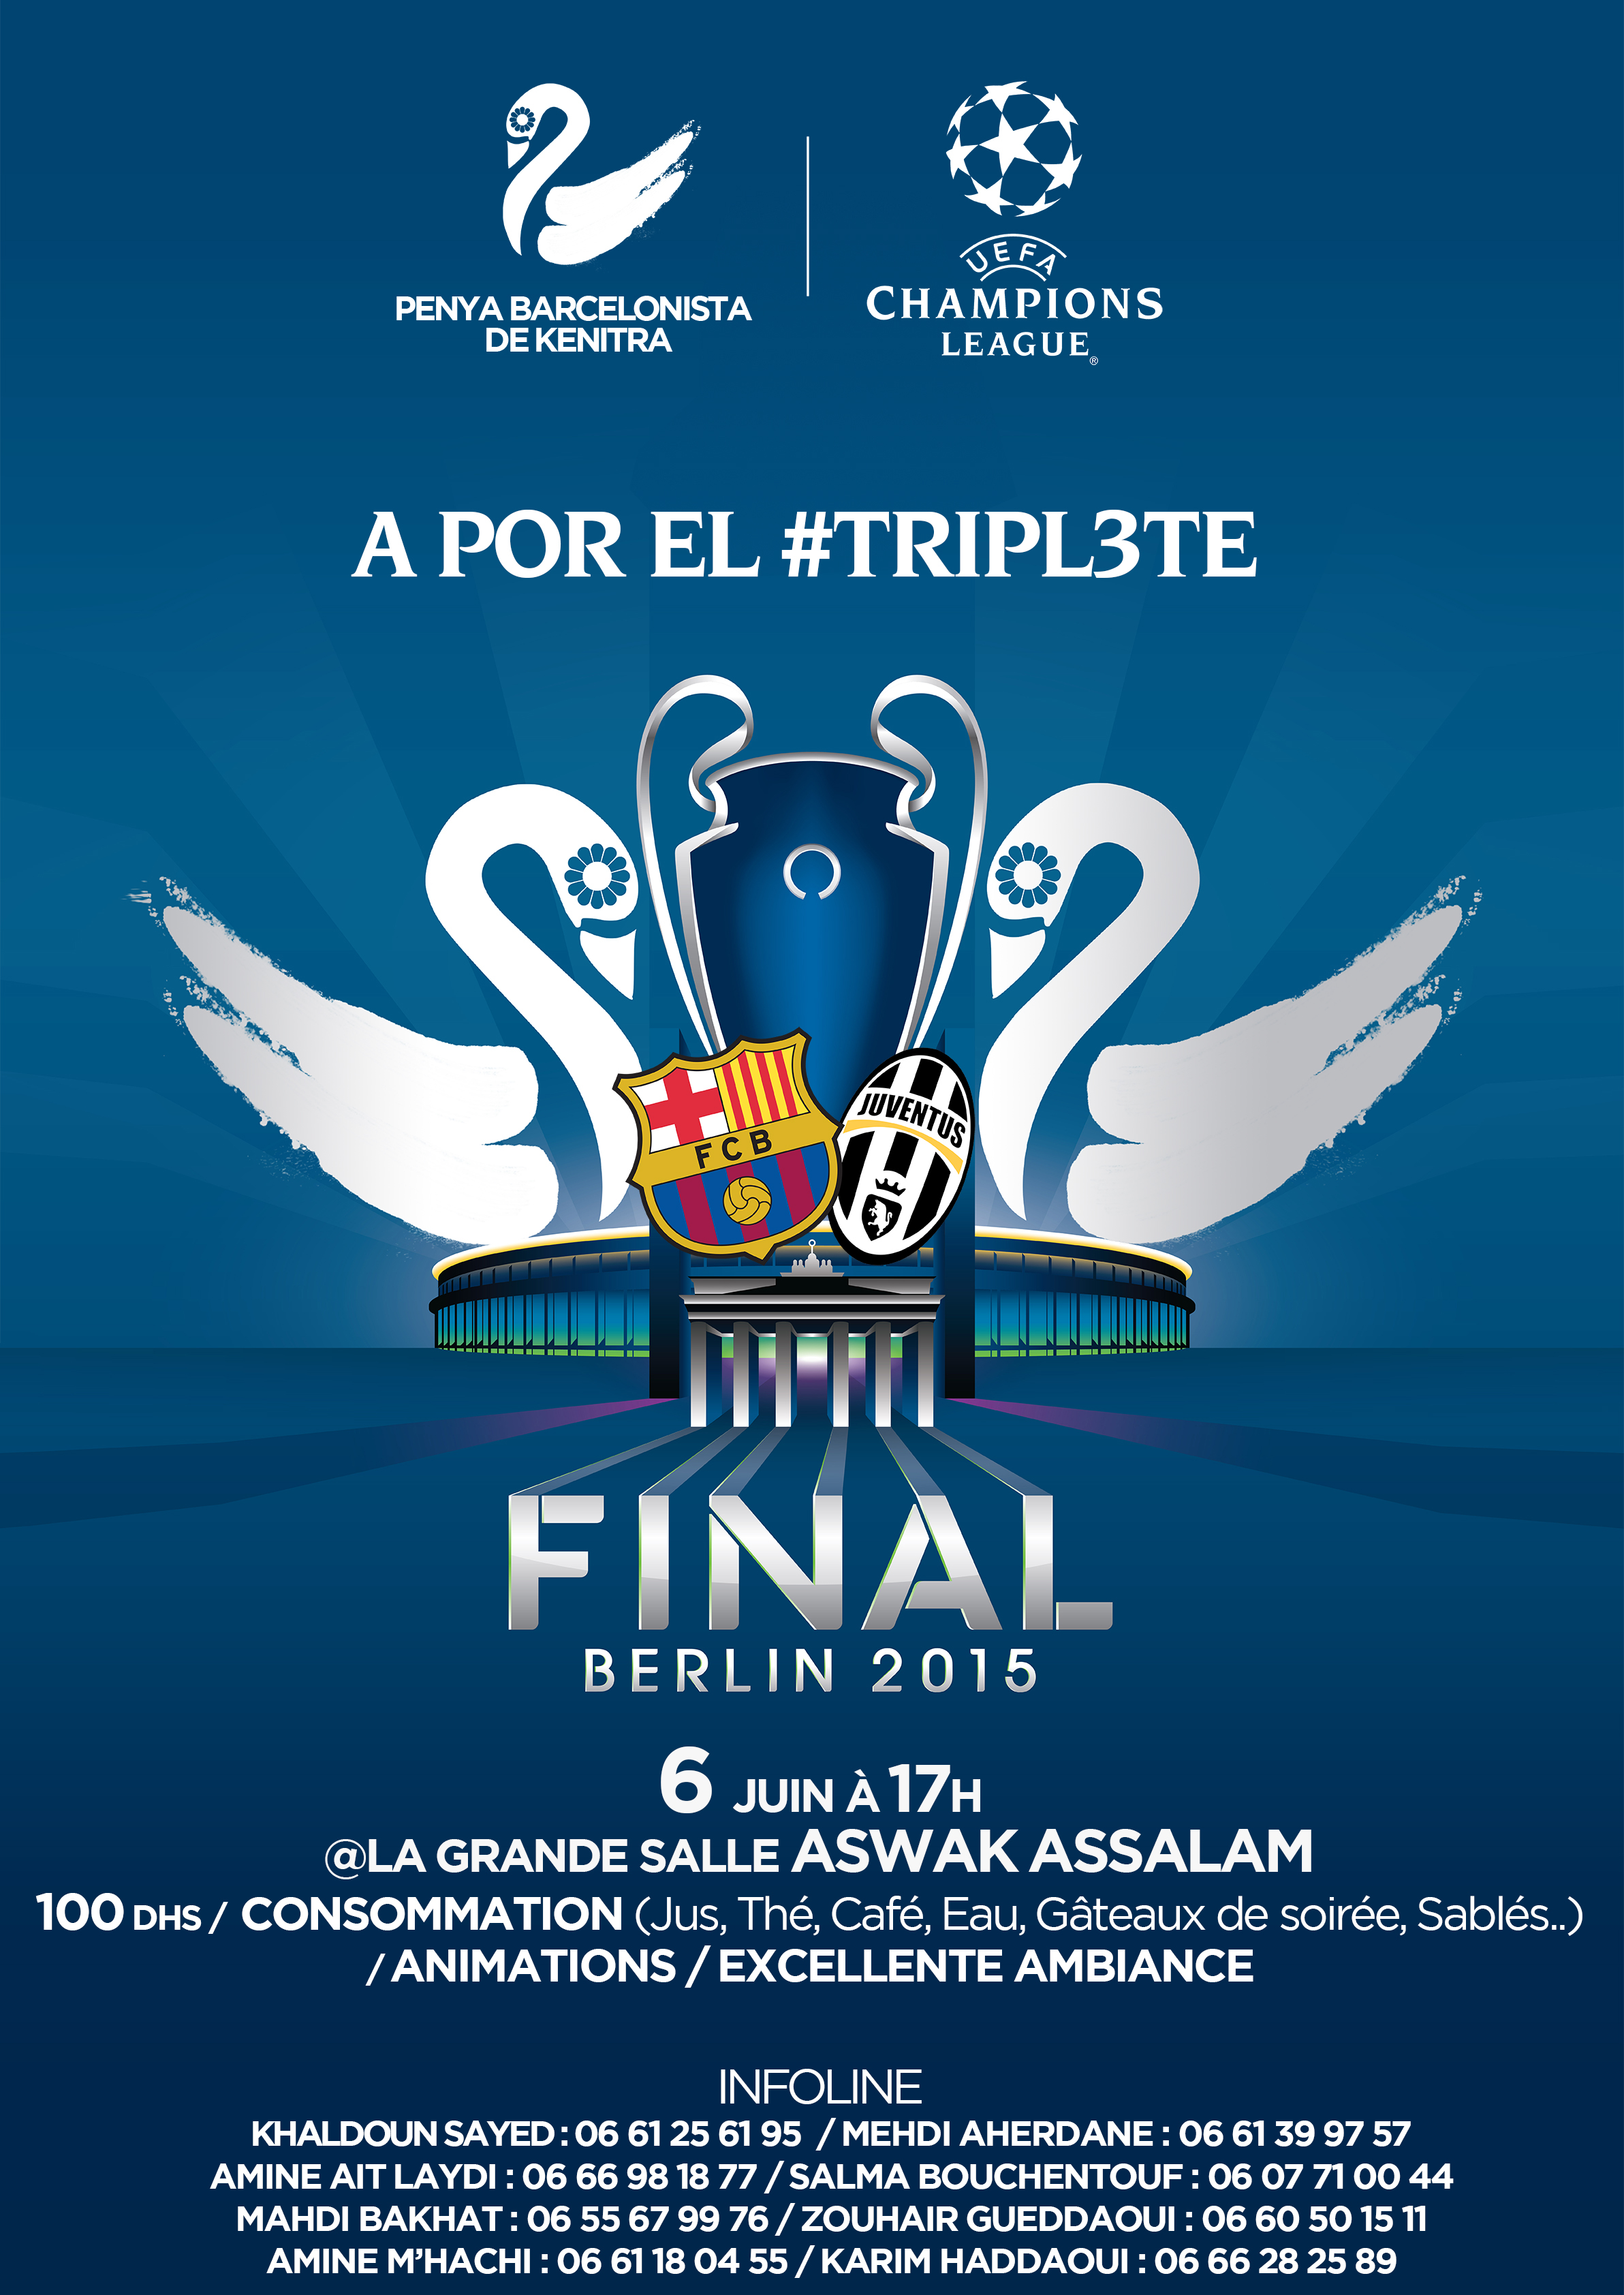 PENYA BARCELONISTA
DE KENITRA
UEFA
CHAMPIONS
LEAGUE®
A POR EL #TRIPL3TE
FCB
JUVENTUS
FINAL
BERLIN 2015
6 JUIN À 17H
@LA GRANDE SALLE ASWAK ASSALAM
100 DHS / CONSOMMATION (Jus, Thé, Café, Eau, Gâteaux de soirée, Sablés..)
/ ANIMATIONS / EXCELLENTE AMBIANCE
INFOLINE
KHALDOUN SAYED : 06 61 25 61 95 / MEHDI AHERDANE : 06 61 39 97 57
AMINE AIT LAYDI : 06 66 98 18 77 / SALMA BOUCHENTOUF : 06 07 71 00 44
MAHDI BAKHAT : 06 55 67 99 76 / ZOUHAIR GUEDDAOUI : 06 60 50 15 11
AMINE M'HACHI : 06 61 18 04 55 / KARIM HADDAOUI : 06 66 28 25 89